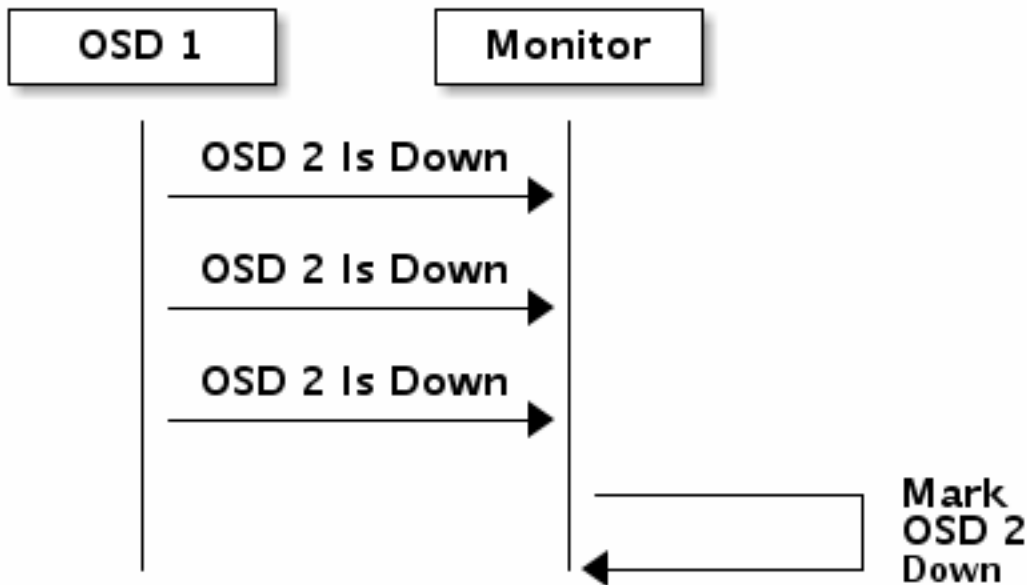 OSD 1
Monitor
OSD 2 Is Down
OSD 2 Is Down
OSD 2 Is Down
Mark
OSD 2
Down